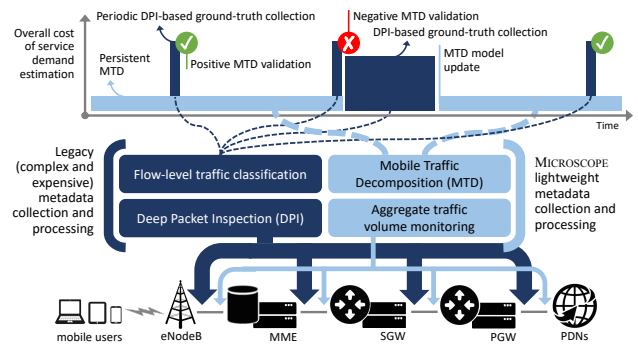 Periodic DPI-based ground-truth collection
Negative MTD validation
DPI-based ground-truth collection
Overall cost
of service
demand
estimation
Persistent
MTD
Positive MTD validation
MTD model
update
Time
Legacy
(complex and
expensive)
metadata
collection and
processing
Flow-level traffic classification
Mobile Traffic
Decomposition (MTD)
Deep Packet Inspection (DPI)
Aggregate traffic
volume monitoring
MICROSCOPE
lightweight
metadata
collection and
processing
mobile users
eNodeB
MME
SGW
PGW
PDNs